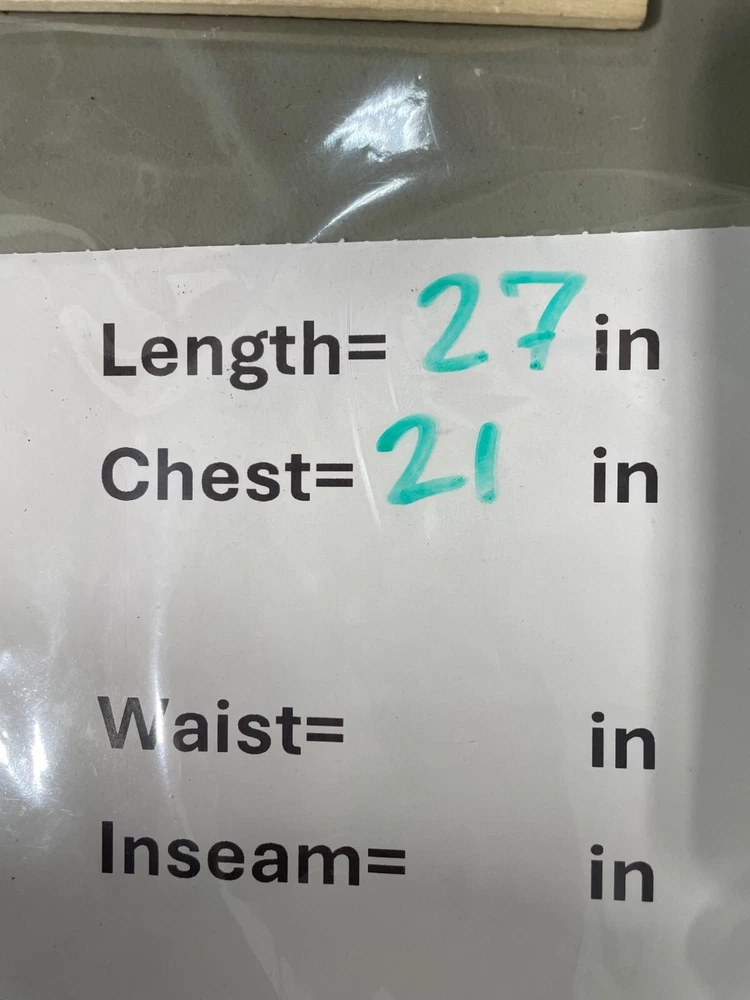 Length= 27 in
Chest= 21 in
Waist= in
Inseam= in